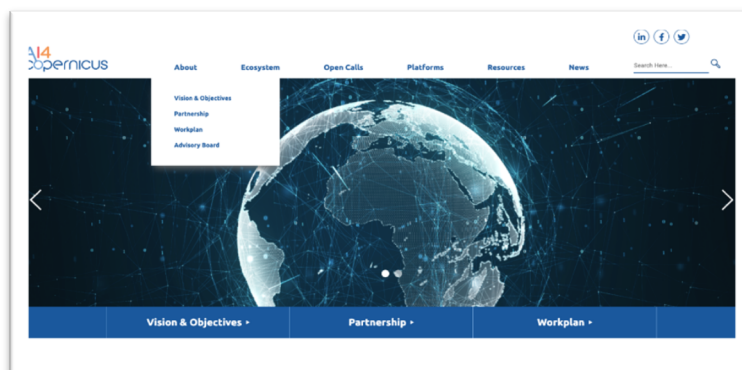 AI4
copernicus
About
Ecosystem
Open Calls
Platforms
Resources
News
Search Here...
Vision & Objectives
Partnership
Workplan
Advisory Board
Vision & Objectives ▸
Partnership ▸
Workplan ▸